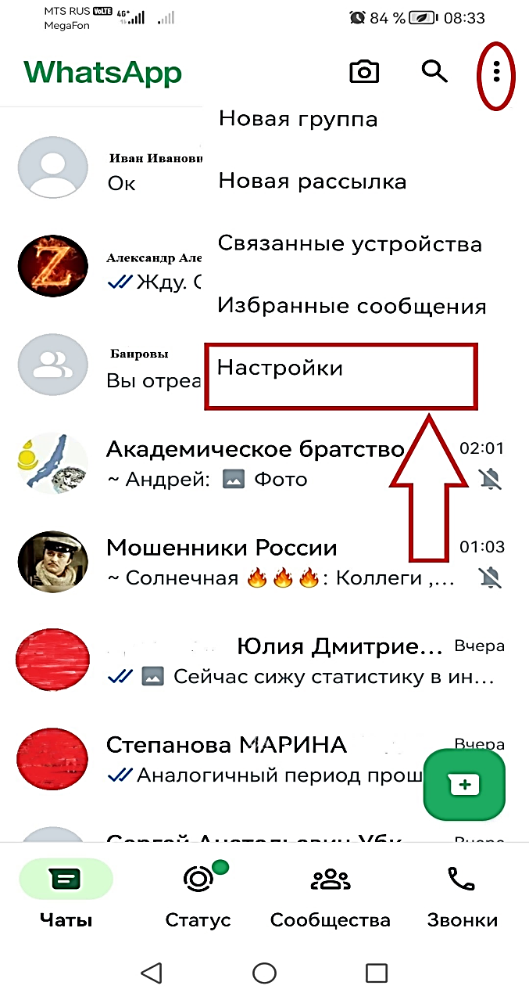 MTS RUS VoLTE 4G+ 84 % 08:33
MegaFon
WhatsApp
Новая группа
Иван Иванови
Ок
Новая рассылка
Связанные устройства
Александр Але
Жду. С
Избранные сообщения
Баировы
Вы отреа
Настройки
Академическое братство 02:01
~ Андрей: Фото
Мошенники России 01:03
~ Солнечная 🔥🔥🔥: Коллеги ,...
Юлия Дмитрие... Вчера
Сейчас сижу статистику в ин...
Степанова МАРИНА Вчера
Аналогичный период прош
Вчера
Чаты Статус Сообщества Звонки